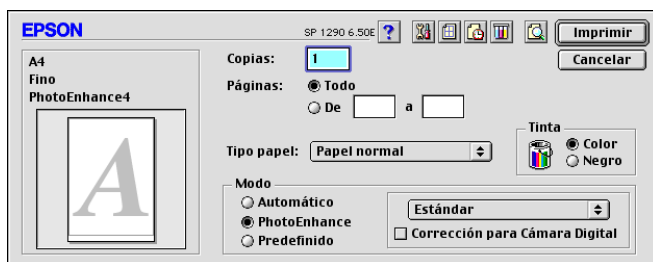 EPSON
SP 1290 6.50E
?
Imprimir
Cancelar
A4
Fino
PhotoEnhance4
A
Copias: 1
Páginas: Todo
De a
Tipo papel: Papel normal
Tinta
Color
Negro
Modo
Automático
PhotoEnhance
Predefinido
Estándar
Corrección para Cámara Digital